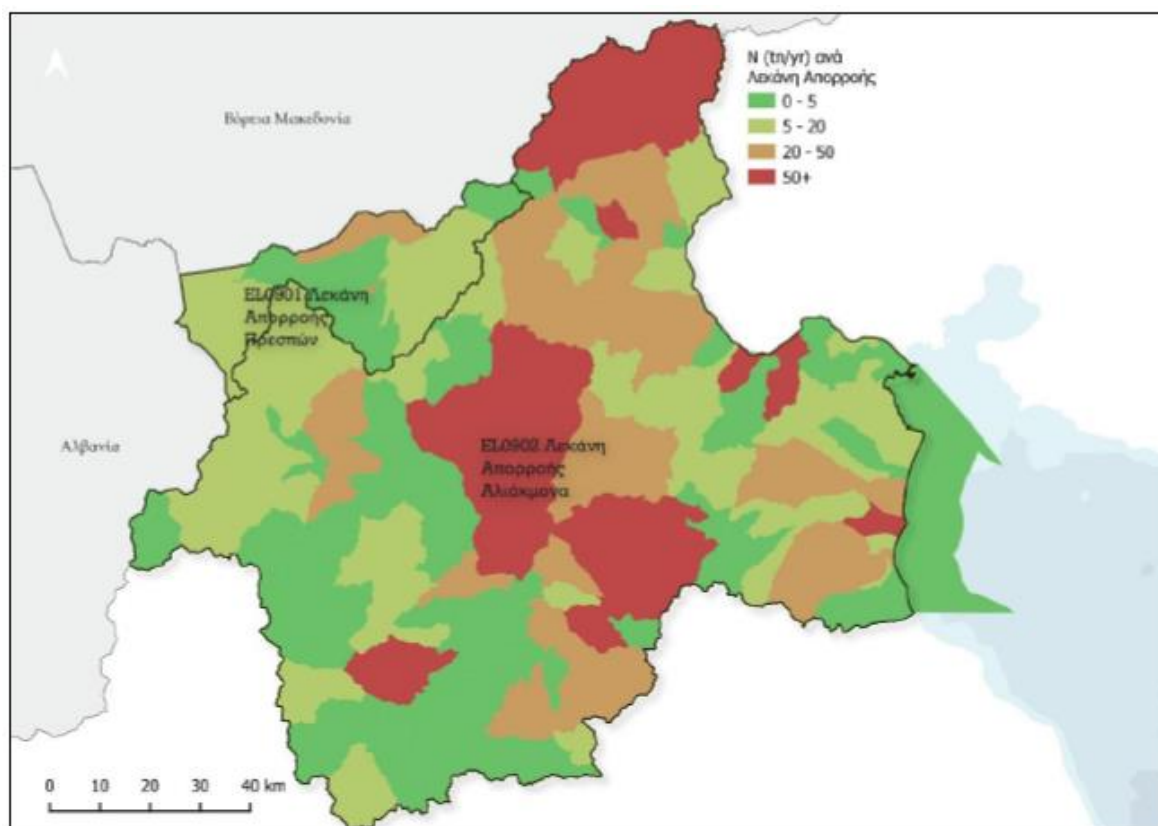 N (tn/yr) ανά
Λεκάνη Απορροής
0 - 5
5 - 20
20 - 50
50+
Βόρεια Μακεδονία
EL0901 Λεκάνη
Απορροής
Πρεσπών
Αλβανία
EL0902 Λεκάνη
Απορροής
Αλιάκμονα
0 10 20 30 40 km